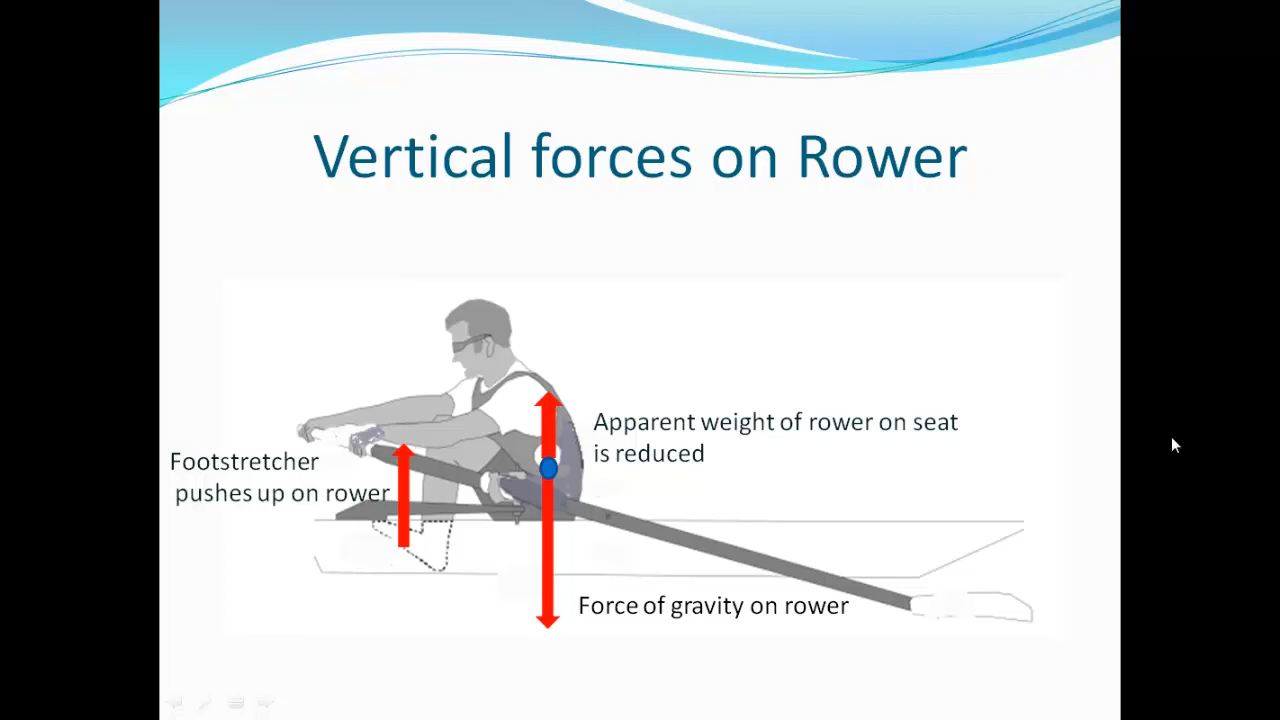 Vertical forces on Rower
Apparent weight of rower on seat
is reduced
Footstretcher
pushes up on rower
Force of gravity on rower